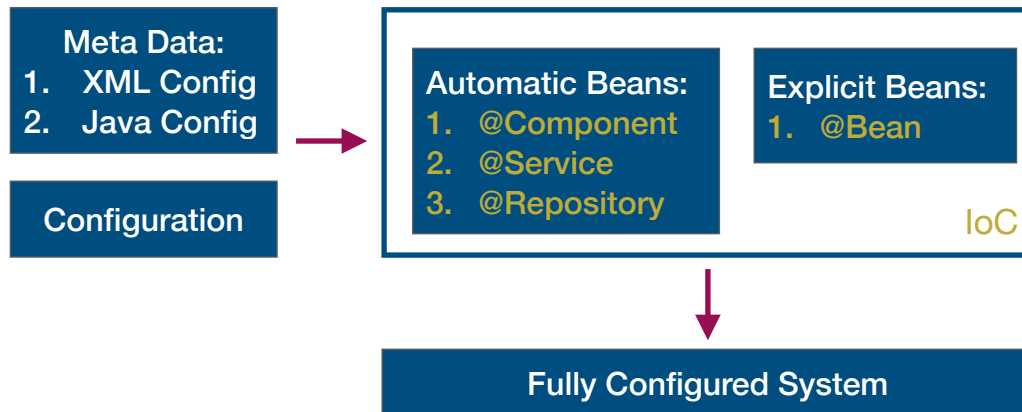 Meta Data:
1. XML Config
2. Java Config
Configuration
Automatic Beans:
1. @Component
2. @Service
3. @Repository
Explicit Beans:
1. @Bean
IoC
Fully Configured System